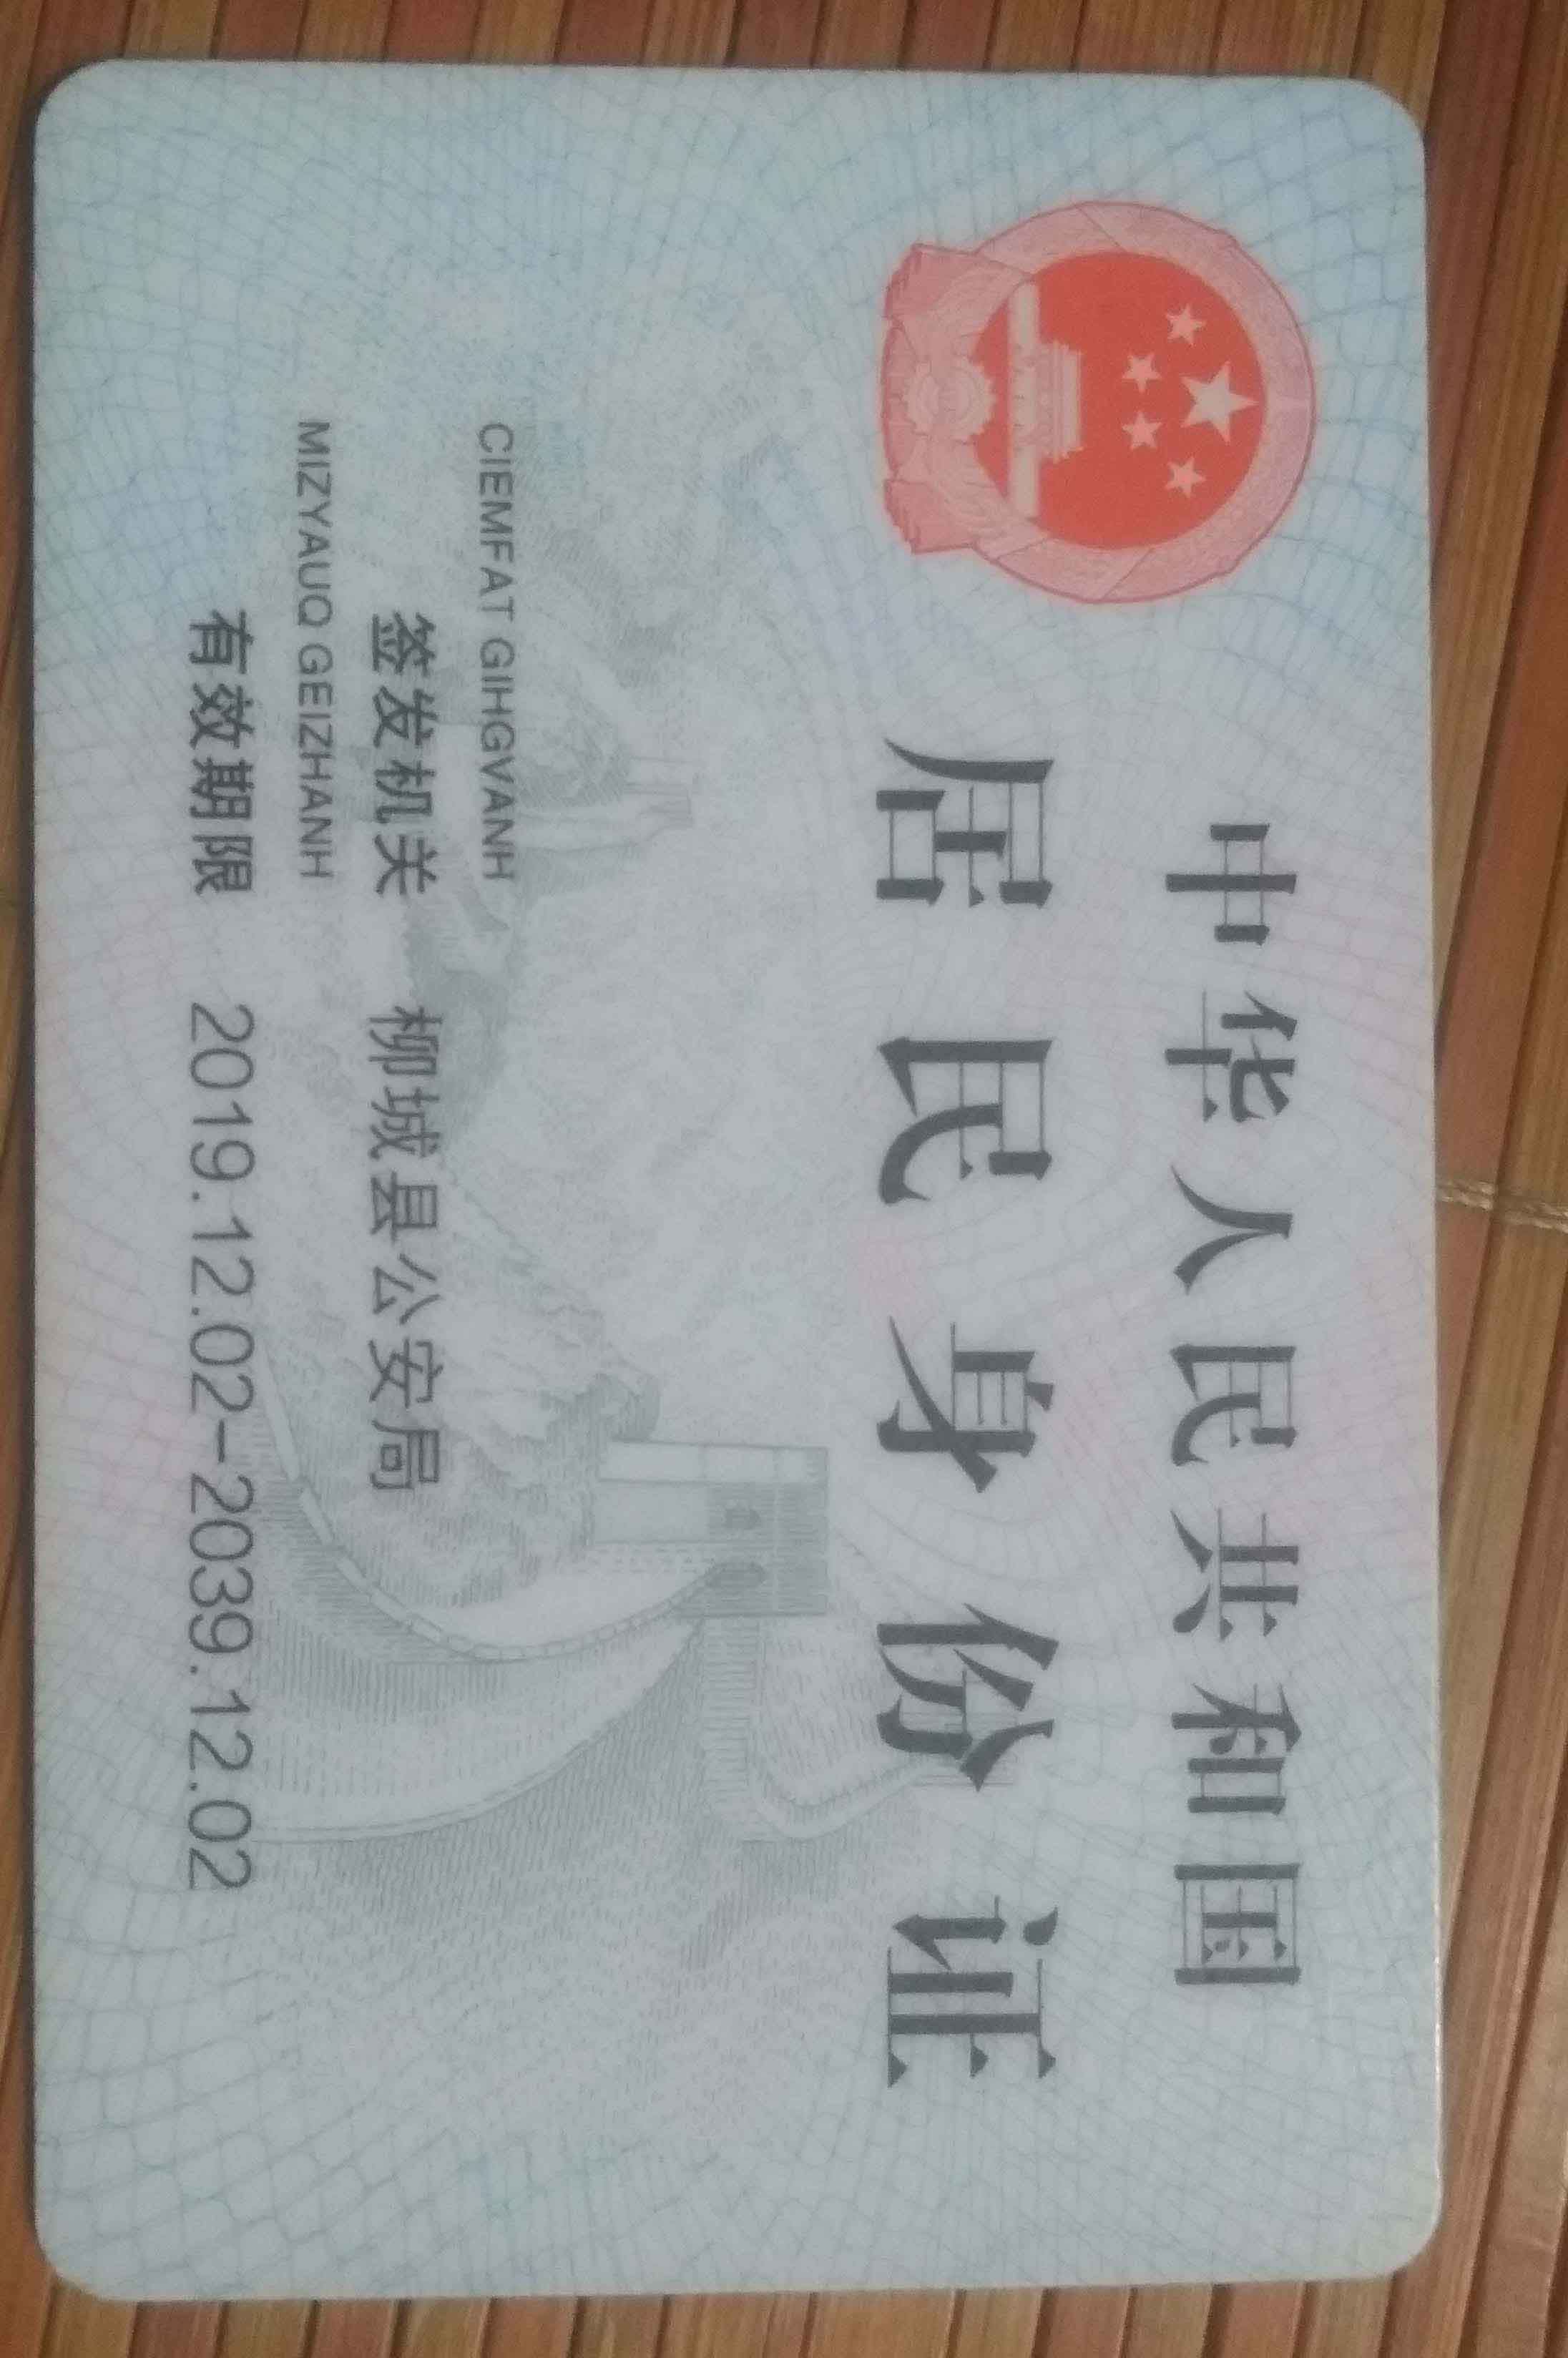 中华人民共和国
居民身份证
CIEMFAT GIHGVANH
签发机关 柳城县公安局
MIZYAUQ GEIZHANH
有效期限 2019.12.02-2039.12.02